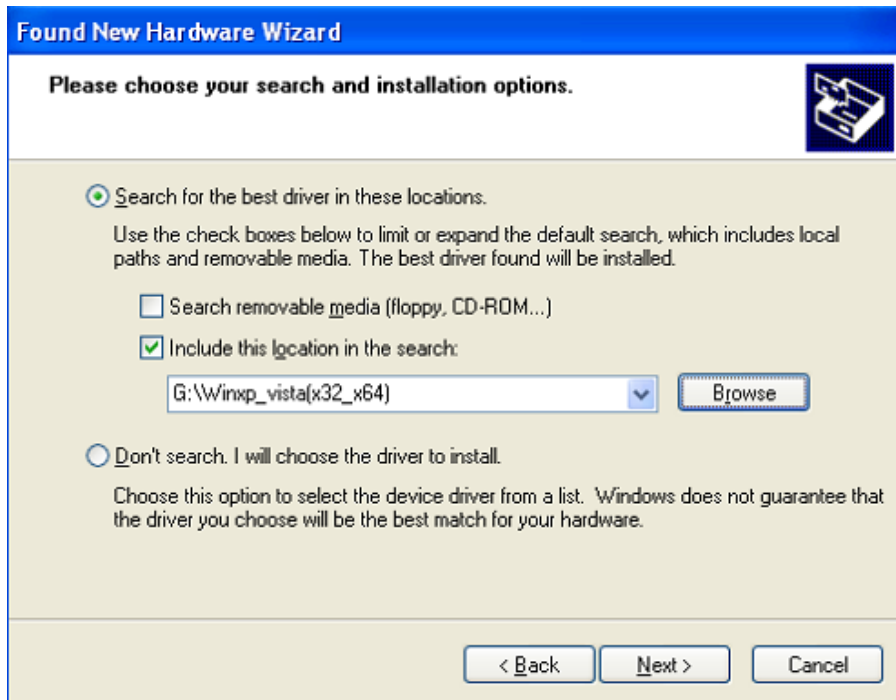 Found New Hardware Wizard
Please choose your search and installation options.
Search for the best driver in these locations.
Use the check boxes below to limit or expand the default search, which includes local
paths and removable media. The best driver found will be installed.
Search removable media (floppy, CD-ROM...)
Include this location in the search:
G:\Winxp_vista(x32_x64)
Browse
Don't search. I will choose the driver to install.
Choose this option to select the device driver from a list. Windows does not guarantee that
the driver you choose will be the best match for your hardware.
< Back
Next >
Cancel